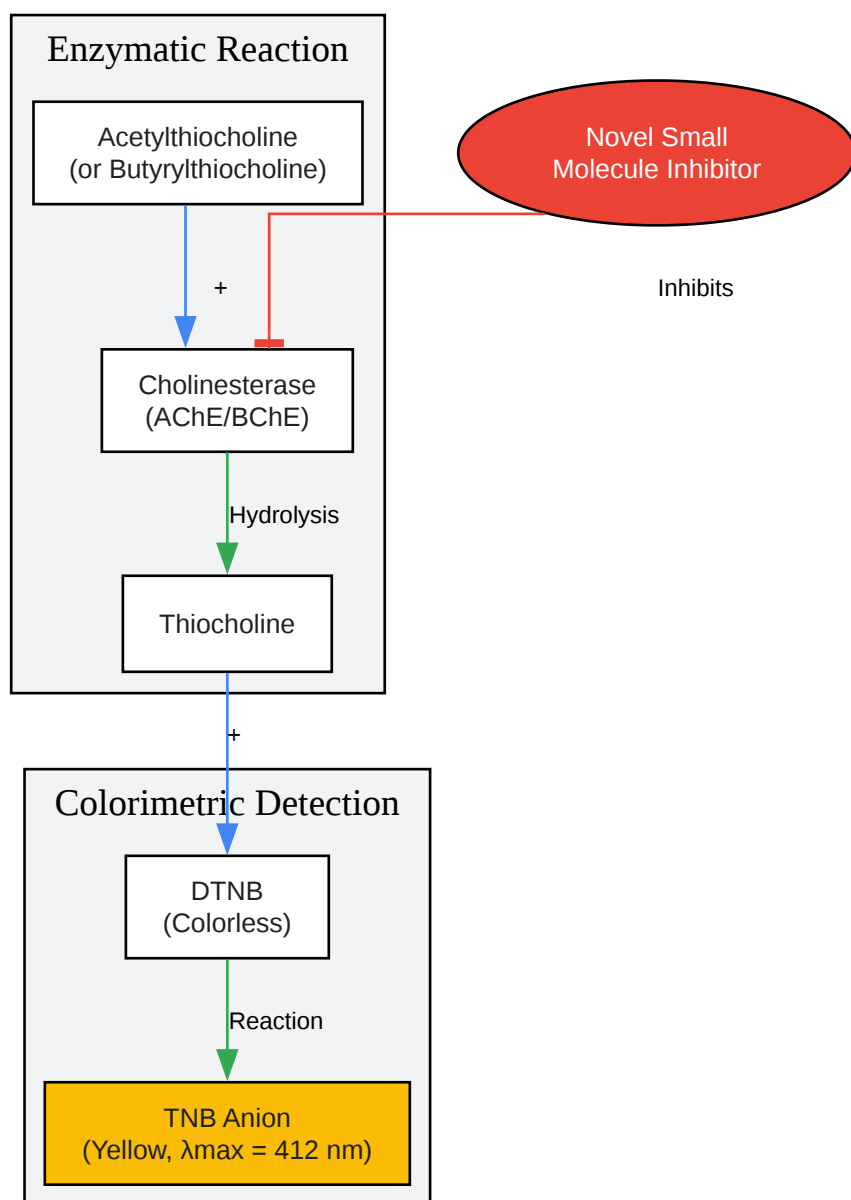 Enzymatic Reaction
Acetylthiocholine
(or Butyrylthiocholine)
Novel Small
Molecule Inhibitor
+
Inhibits
Cholinesterase
(AChE/BChE)
Hydrolysis
Thiocholine
+
Colorimetric Detection
DTNB
(Colorless)
Reaction
TNB Anion
(Yellow, λmax = 412 nm)